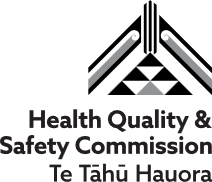 Health Quality &
Safety Commission
Te Tāhū Hauora